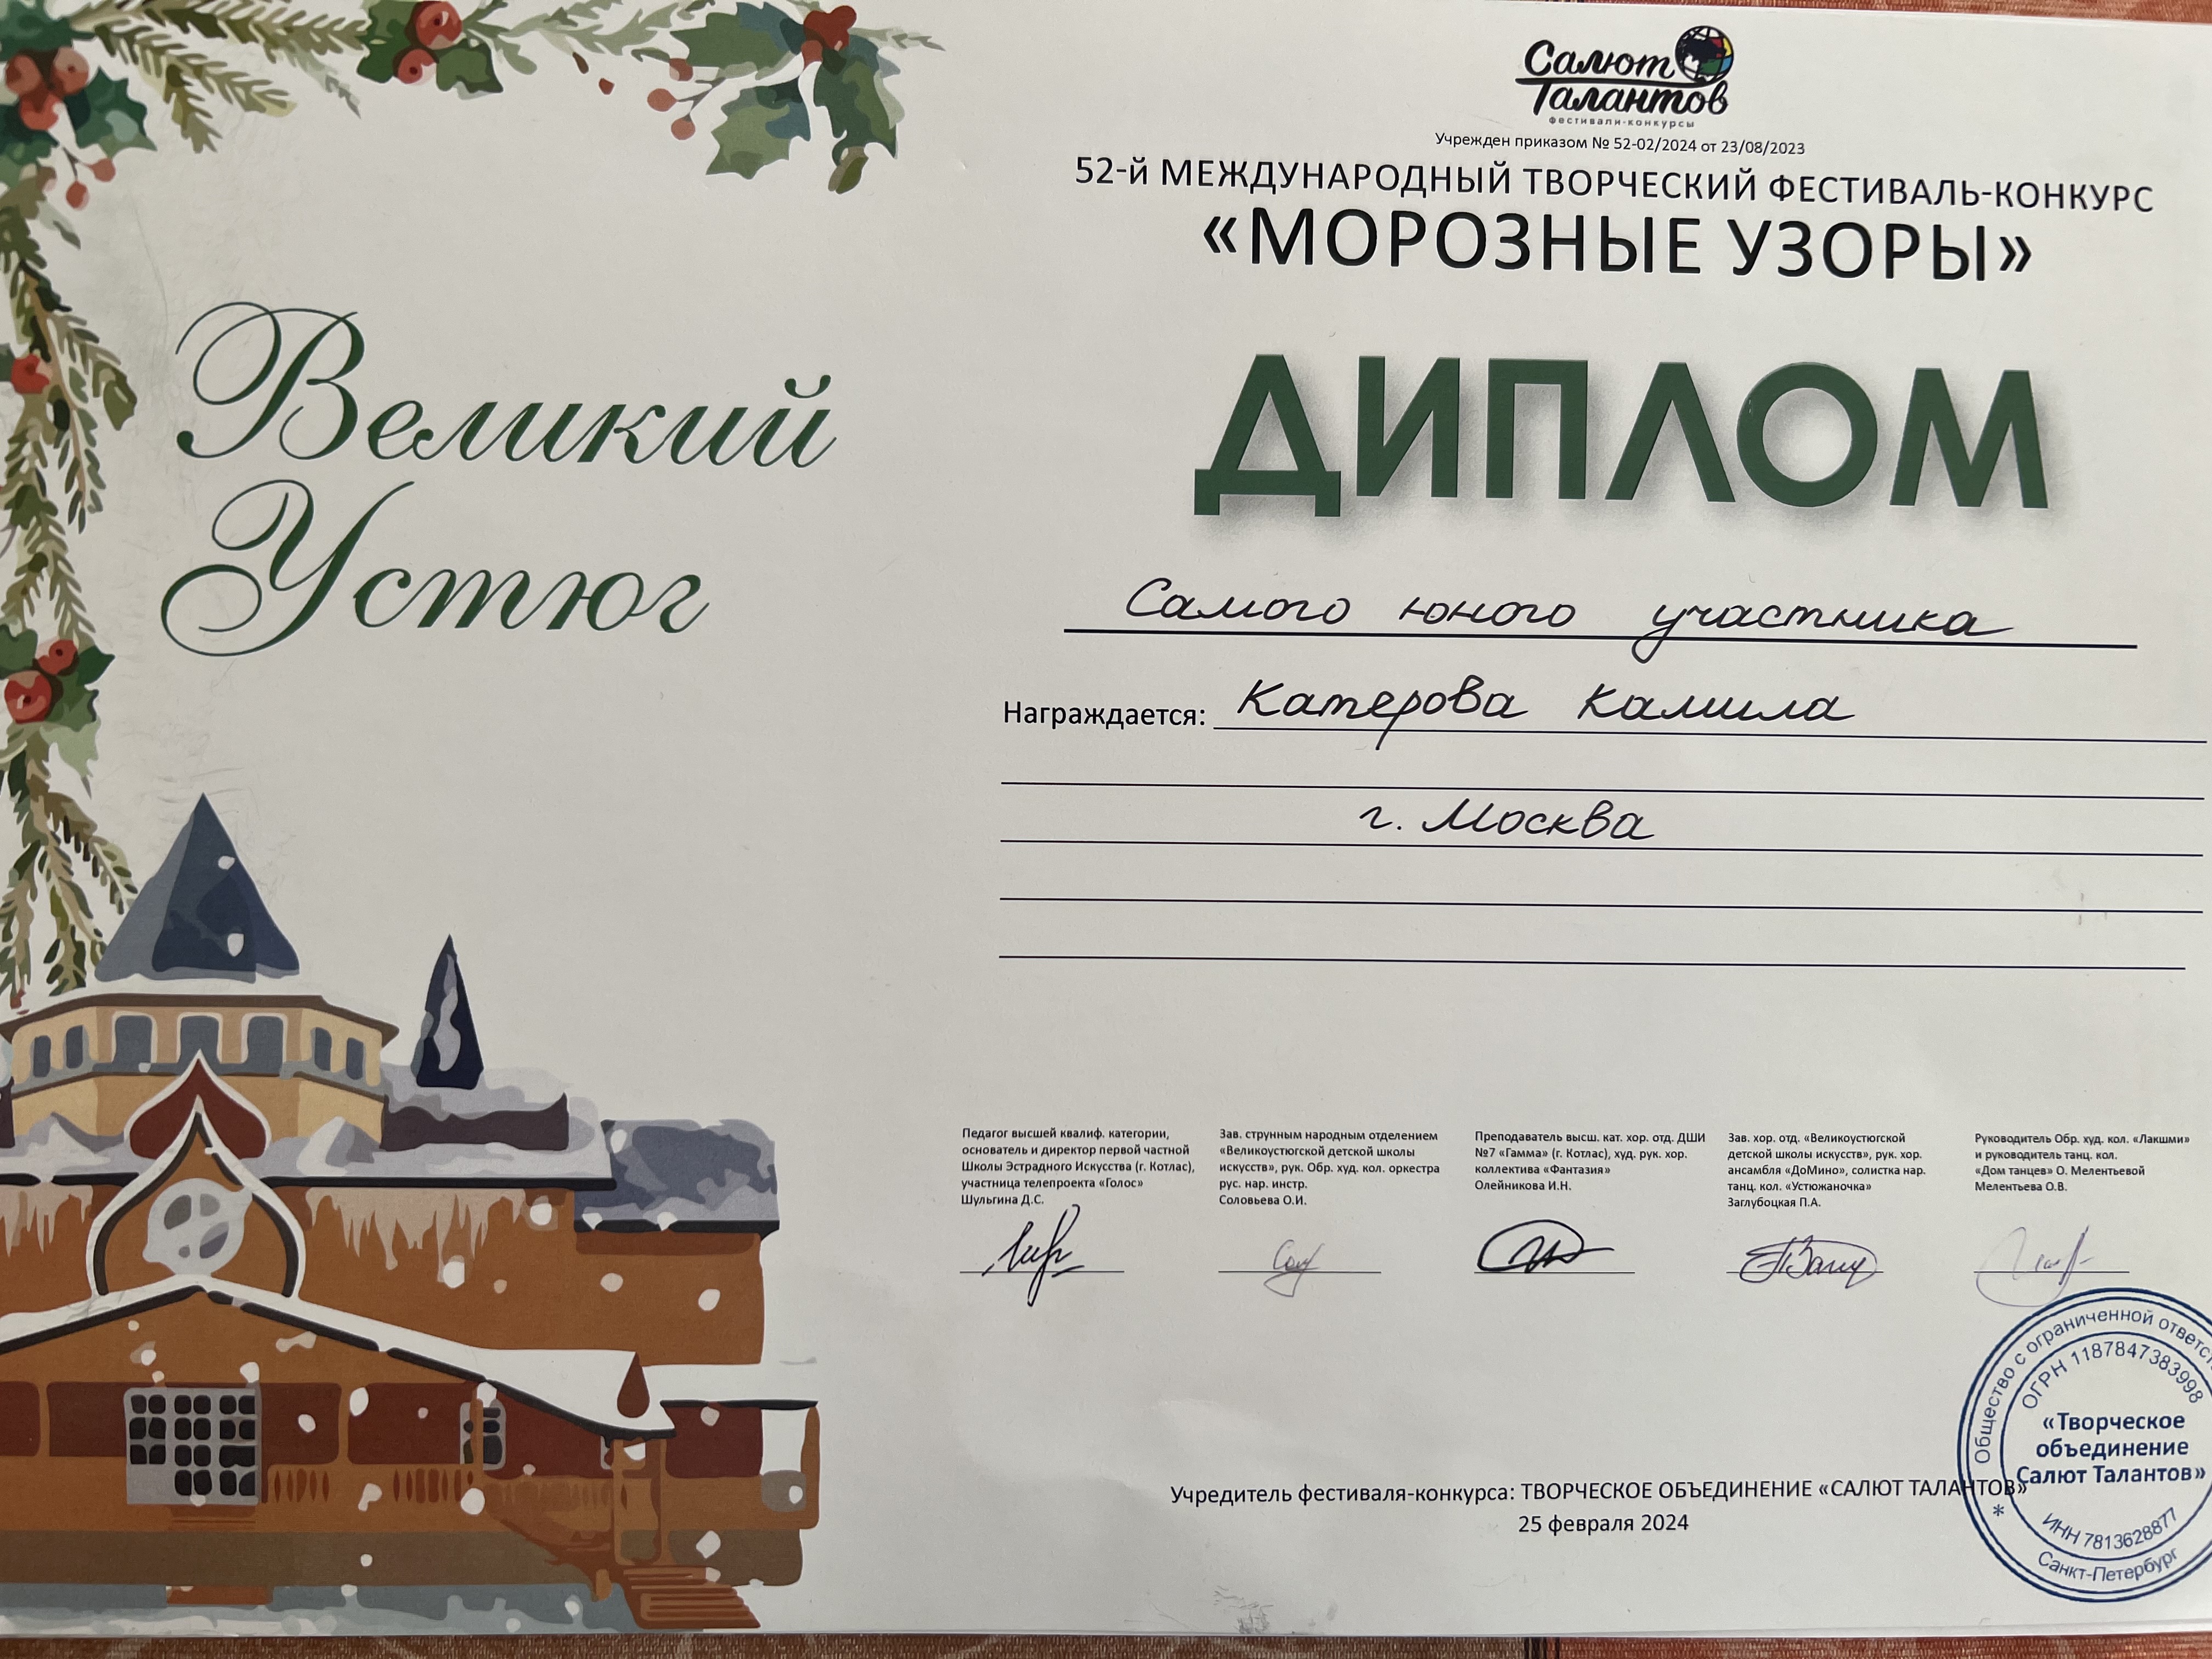 Великий
Устюг
Салют
Талантов
фестивали-конкурсы
Учрежден приказом № 52-02/2024 от 23/08/2023
52-й МЕЖДУНАРОДНЫЙ ТВОРЧЕСКИЙ ФЕСТИВАЛЬ-КОНКУРС
«МОРОЗНЫЕ УЗОРЫ»
ДИПЛОМ
Самого юного участника
Награждается: Катерова Камила
г. Москва
Педагог высшей квалиф. категории,
основатель и директор первой частной
Школы Эстрадного Искусства (г. Котлас),
участница телепроекта «Голос»
Шульгина Д.С.
Зав. струнным народным отделением
«Великоустюгской детской школы
искусств», рук. Обр. худ. кол. оркестра
рус. нар. инстр.
Соловьева О.И.
Преподаватель высш. кат. хор. отд. ДШИ
№7 «Гамма» (г. Котлас), худ. рук. хор.
коллектива «Фантазия»
Олейникова И.Н.
Зав. хор. отд. «Великоустюгской
детской школы искусств», рук. хор.
ансамбля «ДоМино», солистка нар.
танц. кол. «Устюжаночка»
Заглубоцкая П.А.
Руководитель Обр. худ. кол. «Лакшми»
и руководитель танц. кол.
«Дом танцев» О. Мелентьевой
Мелентьева О.В.
Учредитель фестиваля-конкурса: ТВОРЧЕСКОЕ ОБЪЕДИНЕНИЕ «САЛЮТ ТАЛАНТОВ»
25 февраля 2024
Общество с ограниченной
ОГРН 1187847383998
«Творческое
объединение
Салют Талантов»
ИНН 7813628877
* Санкт-Петербург